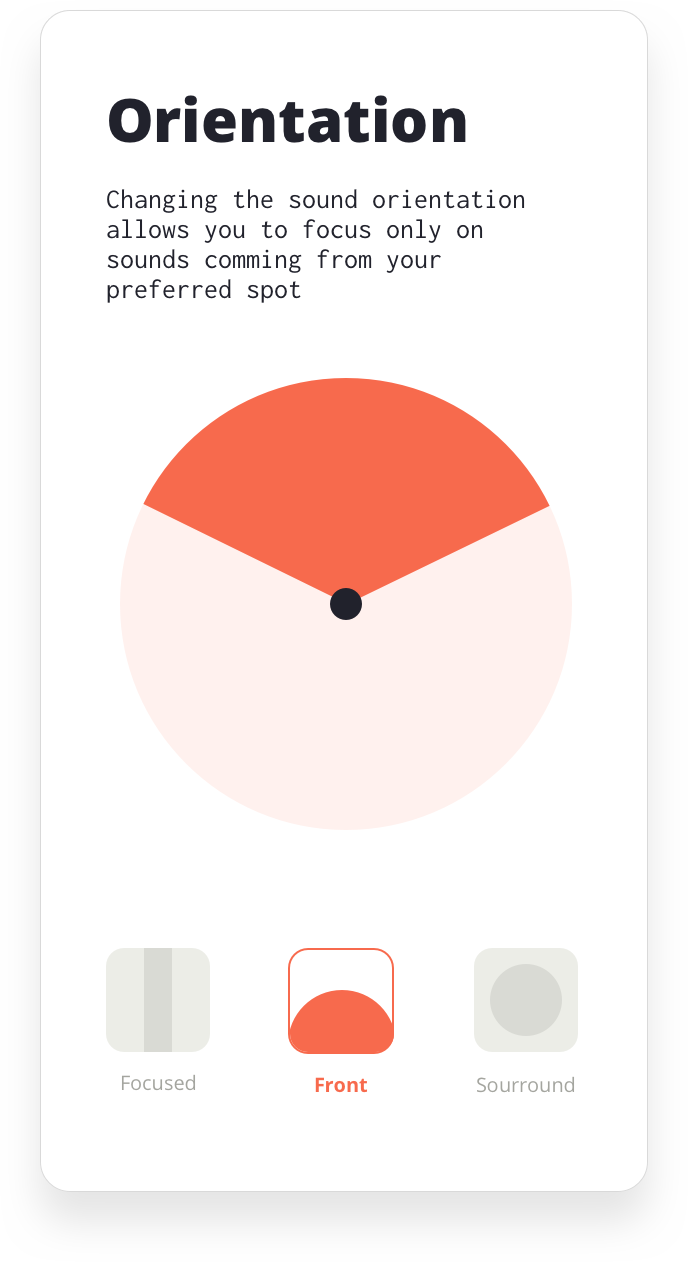 Orientation
Changing the sound orientation
allows you to focus only on
sounds comming from your
preferred spot
Focused
Front
Sourround